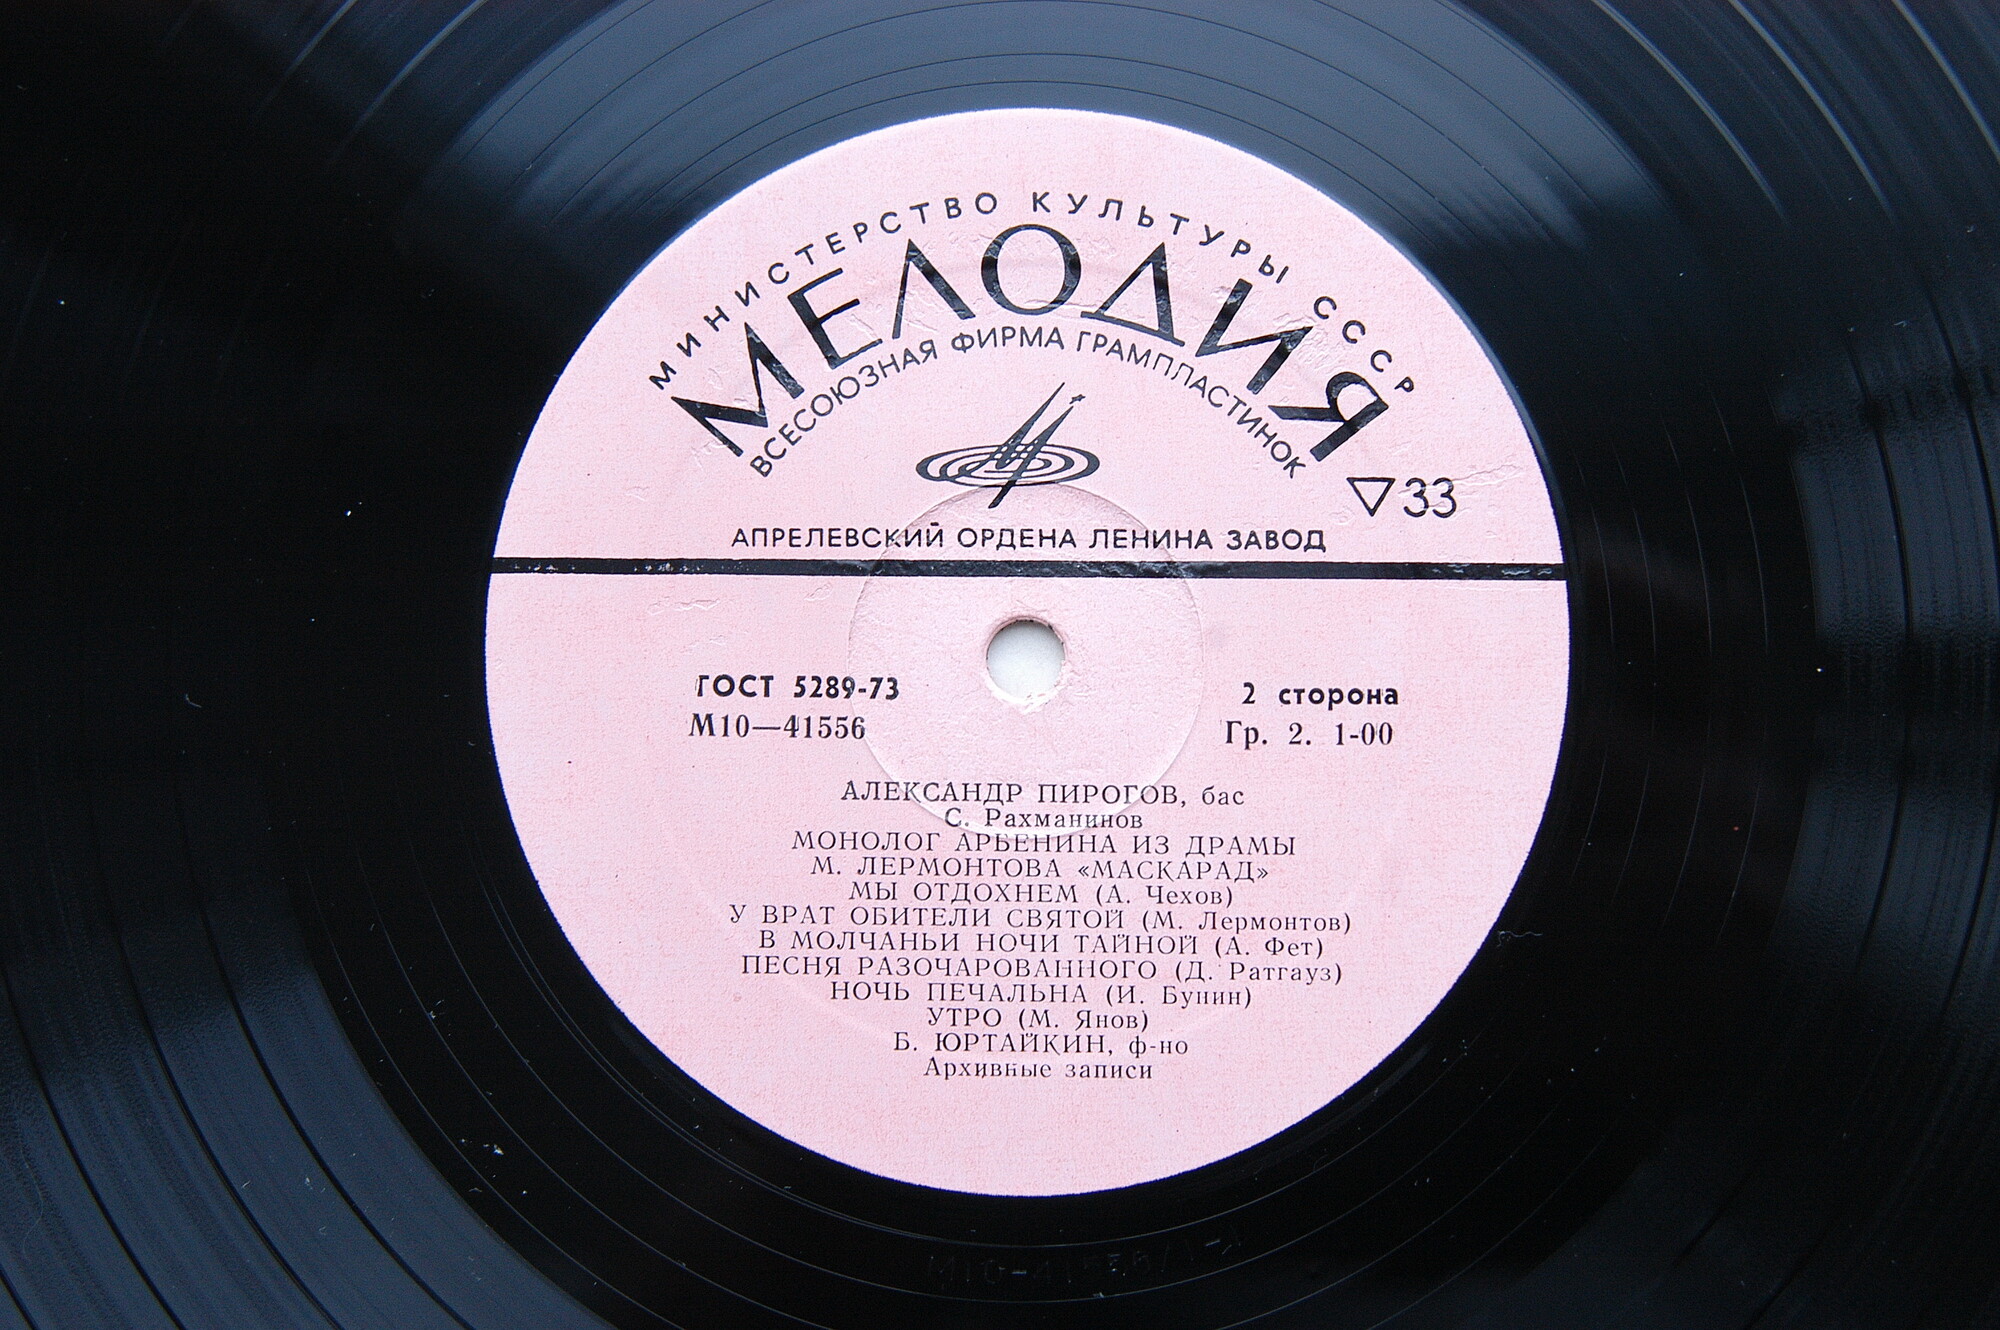 МИНИСТЕРСТВО КУЛЬТУРЫ СССР
МЕЛОДИЯ
ВСЕСОЮЗНАЯ ФИРМА ГРАМПЛАСТИНОК
33
АПРЕЛЕВСКИЙ ОРДЕНА ЛЕНИНА ЗАВОД
ГОСТ 5289-73
2 сторона
М10—41556
Гр. 2. 1-00
АЛЕКСАНДР ПИРОГОВ, бас
С. Рахманинов
МОНОЛОГ АРБЕНИНА ИЗ ДРАМЫ
М. ЛЕРМОНТОВА «МАСКАРАД»
МЫ ОТДОХНЕМ (А. Чехов)
У ВРАТ ОБИТЕЛИ СВЯТОЙ (М. Лермонтов)
В МОЛЧАНЬИ НОЧИ ТАЙНОЙ (А. Фет)
ПЕСНЯ РАЗОЧАРОВАННОГО (Д. Ратгауз)
НОЧЬ ПЕЧАЛЬНА (И. Бунин)
УТРО (М. Янов)
Б. ЮРТАЙКИН, ф-но
Архивные записи